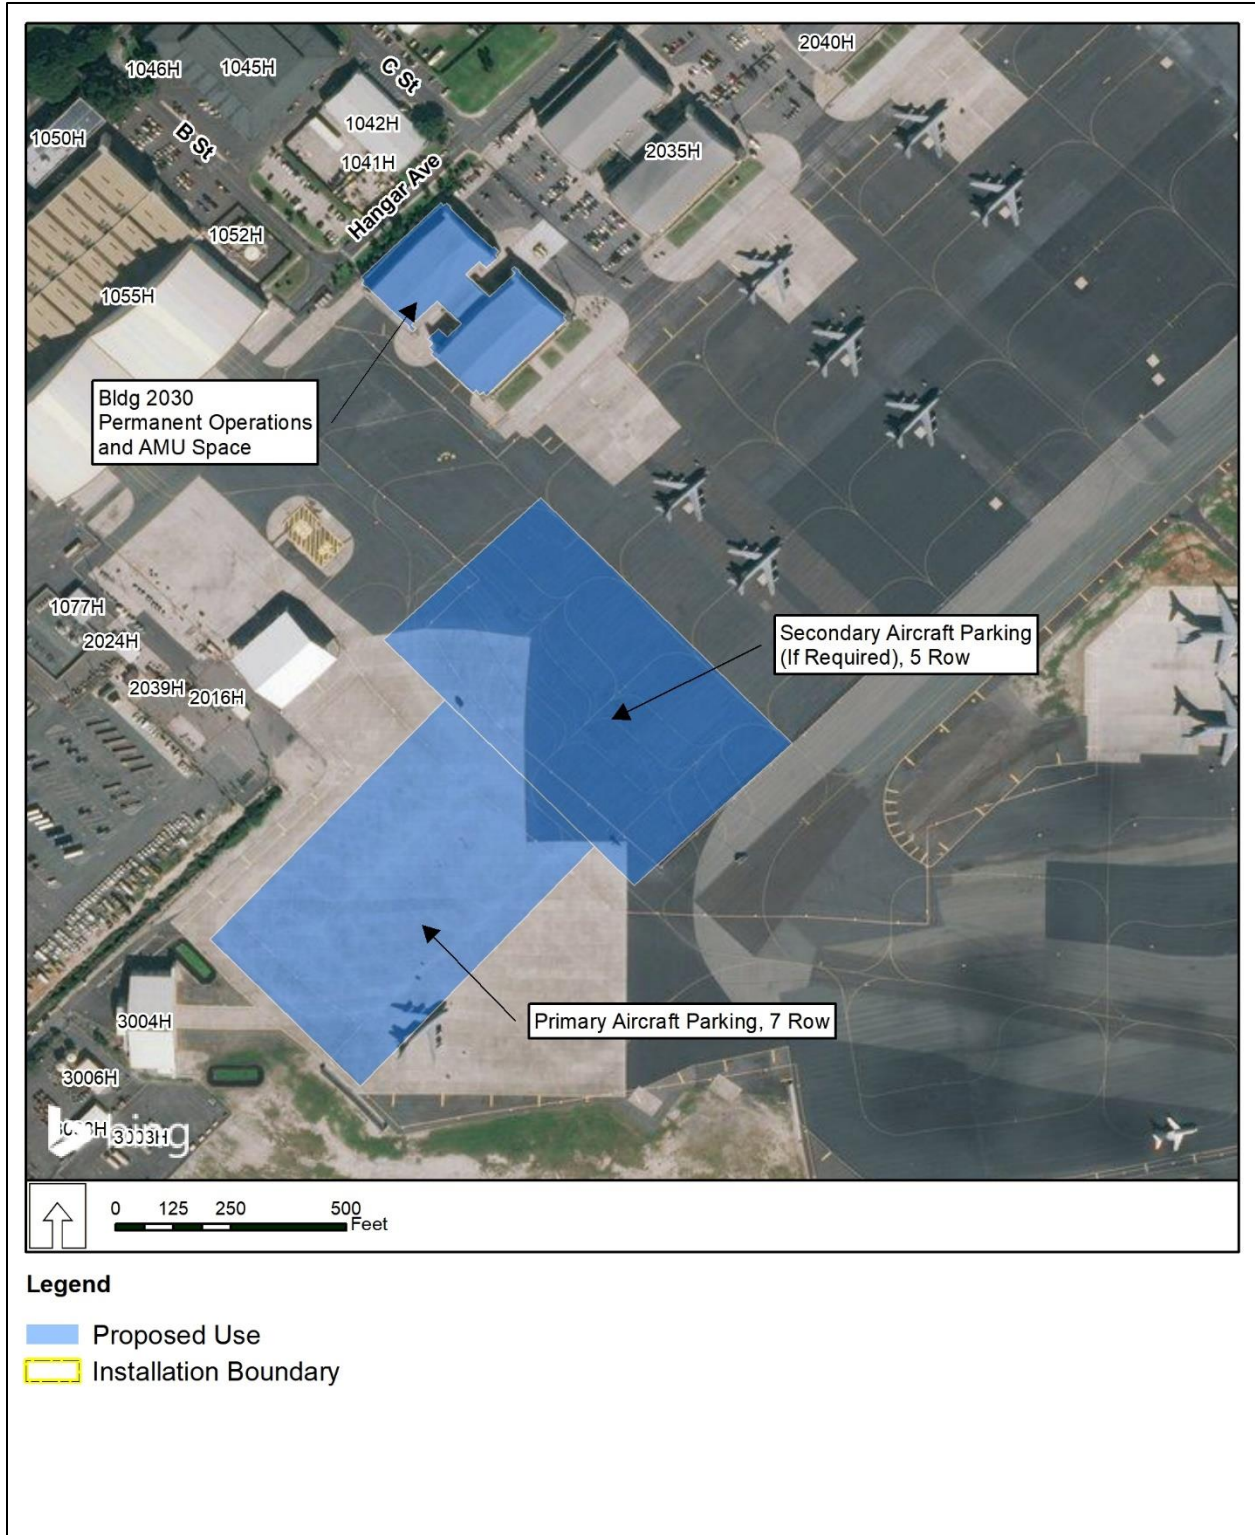 2040H
1046H
1045H
C St
1042H
1050H
B St
2035H
1041H
Hangar Ave
1052H
1055H
Bldg 2030
Permanent Operations
and AMU Space
1077H
2024H
Secondary Aircraft Parking
(If Required), 5 Row
2039H
2016H
Primary Aircraft Parking, 7 Row
3004H
3006H
bing
3003H
0 125 250 500
Feet
Legend
Proposed Use
Installation Boundary